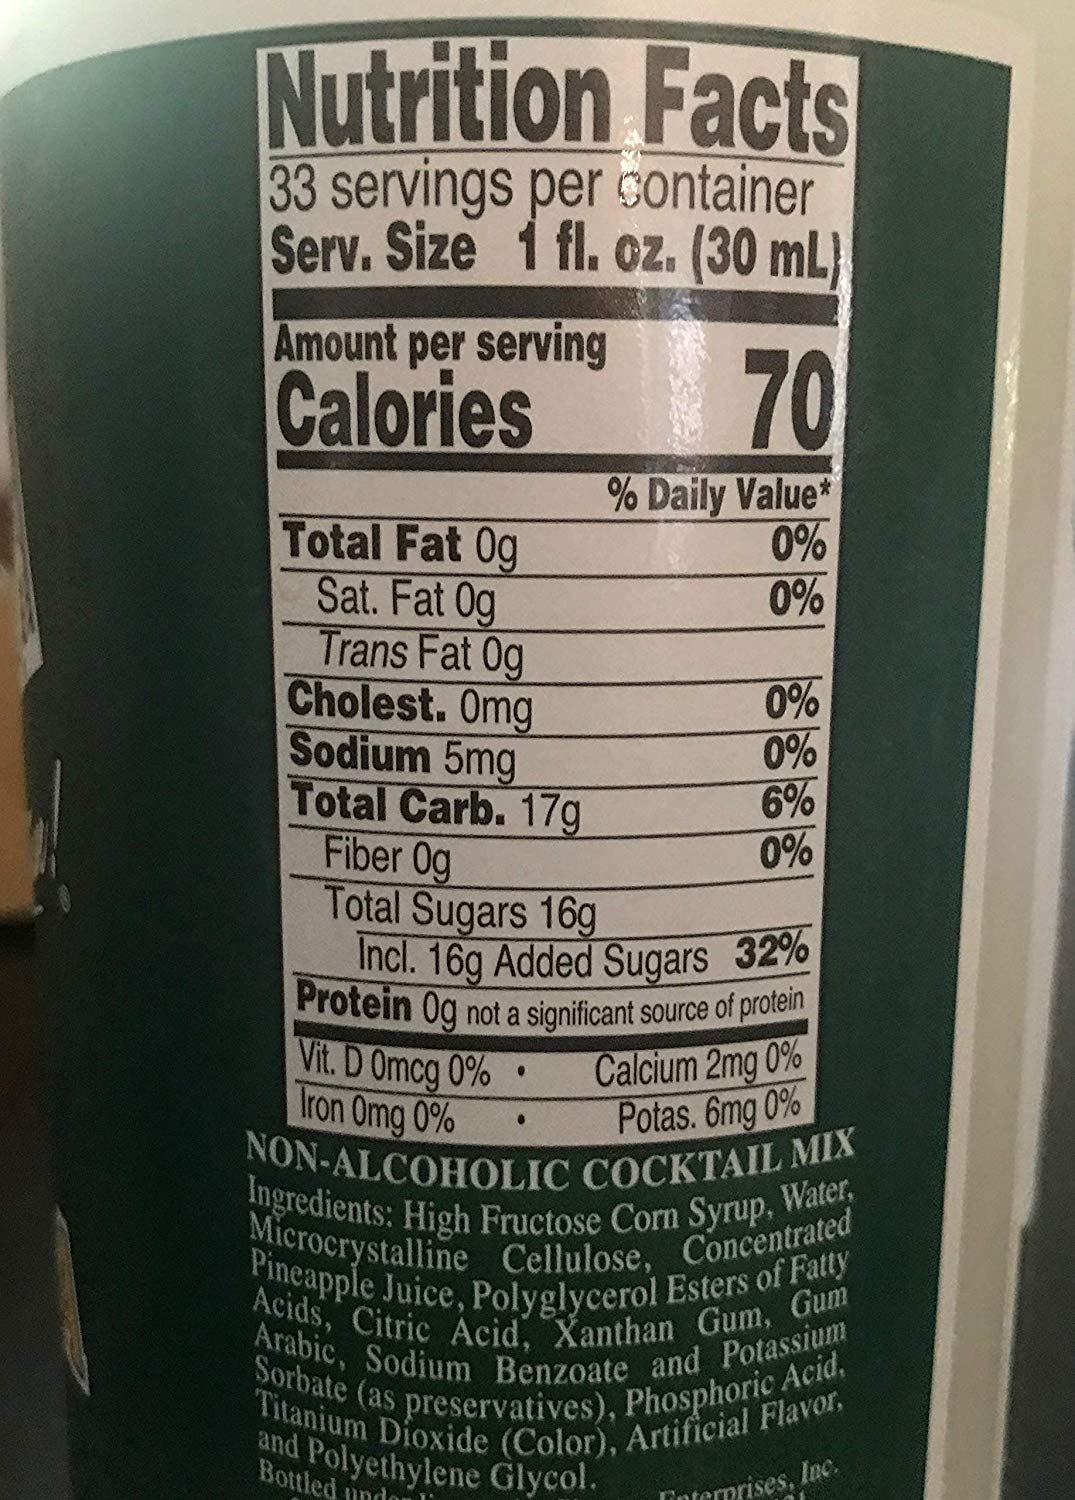 Nutrition Facts
33 servings per container
Serv. Size 1 fl. oz. (30 mL)
Amount per serving
Calories 70
% Daily Value*
Total Fat 0g 0%
Sat. Fat 0g 0%
Trans Fat 0g
Cholest. 0mg 0%
Sodium 5mg 0%
Total Carb. 17g 6%
Fiber 0g 0%
Total Sugars 16g
Incl. 16g Added Sugars 32%
Protein 0g not a significant source of protein
Vit. D 0mcg 0% • Calcium 2mg 0%
Iron 0mg 0% • Potas. 6mg 0%
NON-ALCOHOLIC COCKTAIL MIX
Ingredients: High Fructose Corn Syrup, Water,
Microcrystalline Cellulose, Concentrated
Pineapple Juice, Polyglycerol Esters of Fatty
Acids, Citric Acid, Xanthan Gum, Gum
Arabic, Sodium Benzoate and Potassium
Sorbate (as preservatives), Phosphoric Acid,
Titanium Dioxide (Color), Artificial Flavor,
and Polyethylene Glycol.
Bottled Enterprises, Inc.